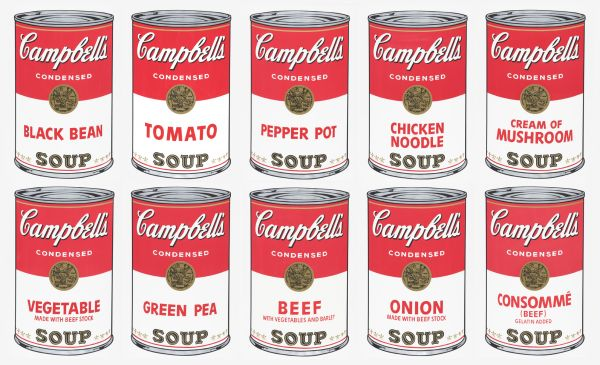 Campbell's
CONDENSED
BLACK BEAN
SOUP
Campbell's
CONDENSED
TOMATO
SOUP
Campbell's
CONDENSED
PEPPER POT
SOUP
Campbell's
CONDENSED
CHICKEN
NOODLE
SOUP
Campbell's
CONDENSED
CREAM OF
MUSHROOM
SOUP
Campbell's
CONDENSED
VEGETABLE
MADE WITH BEEF STOCK
SOUP
Campbell's
CONDENSED
GREEN PEA
SOUP
Campbell's
CONDENSED
BEEF
WITH VEGETABLES AND BARLEY
SOUP
Campbell's
CONDENSED
ONION
MADE WITH BEEF STOCK
SOUP
Campbell's
CONDENSED
CONSOMMÉ
(BEEF)
GELATIN ADDED
SOUP